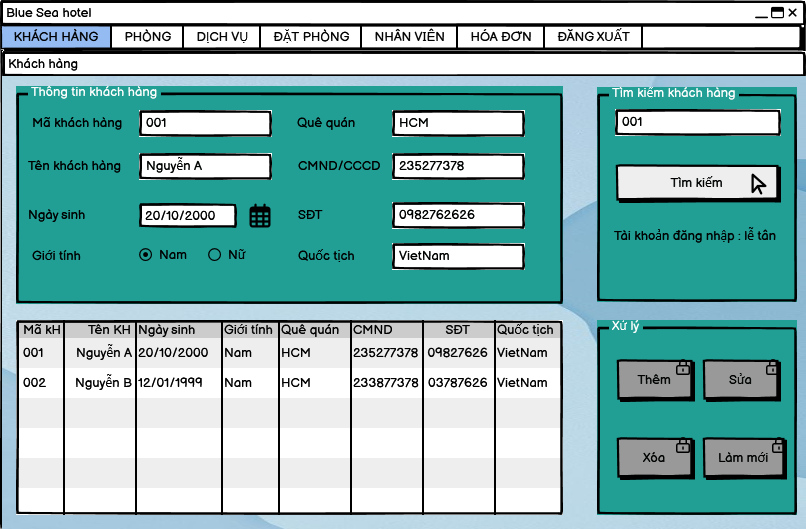 Blue Sea hotel
KHÁCH HÀNG PHÒNG DỊCH VỤ ĐẶT PHÒNG NHÂN VIÊN HÓA ĐƠN ĐĂNG XUẤT
Khách hàng
Thông tin khách hàng
Mã khách hàng 001 Quê quán HCM
Tên khách hàng Nguyễn A CMND/CCCD 235277378
Ngày sinh 20/10/2000 SĐT 0982762626
Giới tính Nam Nữ Quốc tịch VietNam
Tìm kiếm khách hàng
001
Tìm kiếm
Tài khoản đăng nhập : lễ tân
Mã kH Tên KH Ngày sinh Giới tính Quê quán CMND SĐT Quốc tịch
001 Nguyễn A 20/10/2000 Nam HCM 235277378 09827626 VietNam
002 Nguyễn B 12/01/1999 Nam HCM 233877378 03787626 VietNam
Xử lý
Thêm Sửa
Xóa Làm mới